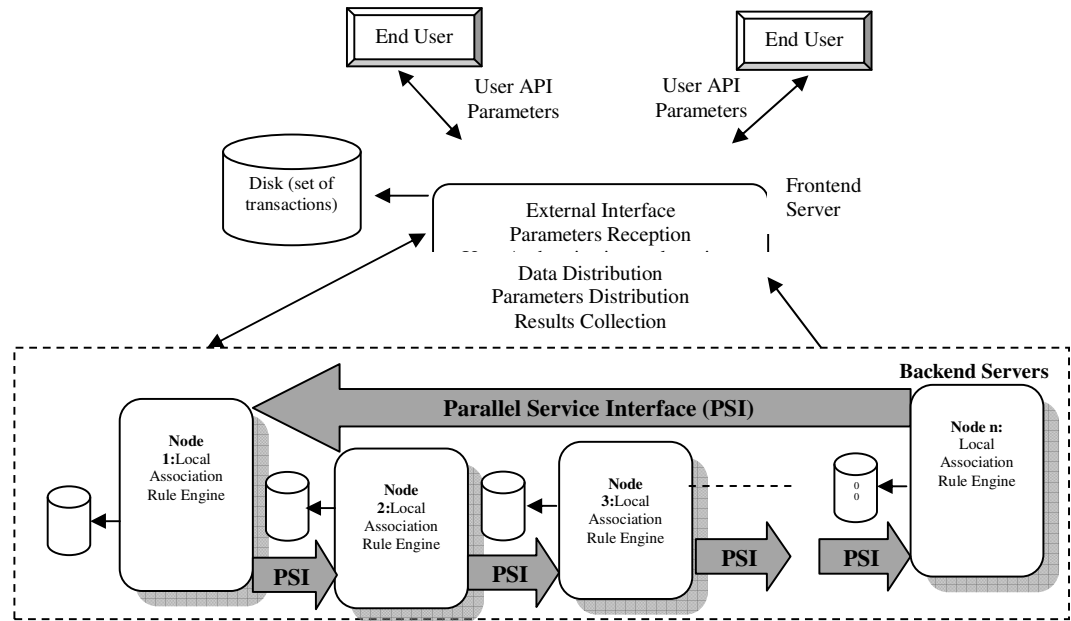 End User
End User
User API
Parameters
User API
Parameters
Disk (set of
transactions)
Frontend
Server
External Interface
Parameters Reception
Data Distribution
Parameters Distribution
Results Collection
Backend Servers
Parallel Service Interface (PSI)
Node
1:Local
Association
Rule Engine
Node
2:Local
Association
Rule Engine
Node
3:Local
Association
Rule Engine
Node n:
Local
Association
Rule Engine
0
0
PSI
PSI
PSI
PSI